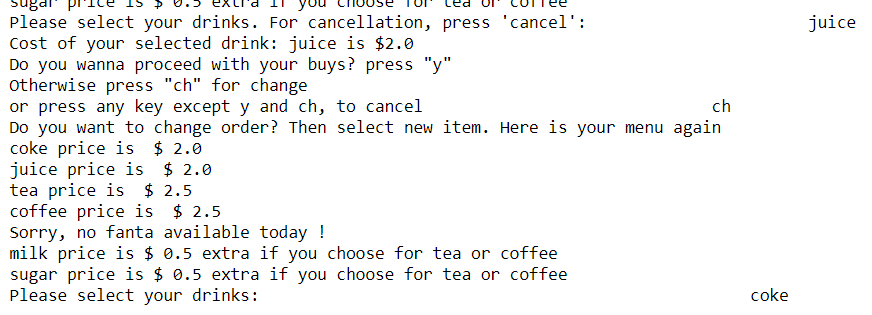 sugar price is $ 0.5 extra if you choose for tea or coffee
Please select your drinks. For cancellation, press 'cancel': juice
Cost of your selected drink: juice is $2.0
Do you wanna proceed with your buys? press "y"
Otherwise press "ch" for change
or press any key except y and ch, to cancel ch
Do you want to change order? Then select new item. Here is your menu again
coke price is  $ 2.0
juice price is  $ 2.0
tea price is  $ 2.5
coffee price is  $ 2.5
Sorry, no fanta available today !
milk price is $ 0.5 extra if you choose for tea or coffee
sugar price is $ 0.5 extra if you choose for tea or coffee
Please select your drinks: coke